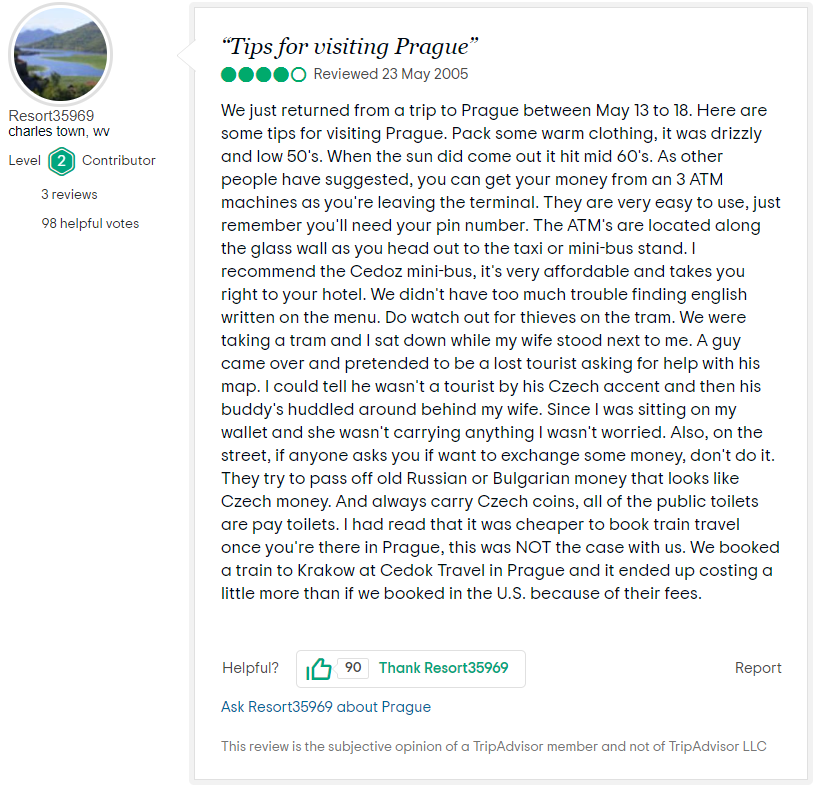 “Tips for visiting Prague”
Reviewed 23 May 2005
Resort35969
charles town, wv
Level 2 Contributor
3 reviews
98 helpful votes
We just returned from a trip to Prague between May 13 to 18. Here are
some tips for visiting Prague. Pack some warm clothing, it was drizzly
and low 50's. When the sun did come out it hit mid 60's. As other
people have suggested, you can get your money from an 3 ATM
machines as you're leaving the terminal. They are very easy to use, just
remember you'll need your pin number. The ATM's are located along
the glass wall as you head out to the taxi or mini-bus stand. I
recommend the Cedoz mini-bus, it's very affordable and takes you
right to your hotel. We didn't have too much trouble finding english
written on the menu. Do watch out for thieves on the tram. We were
taking a tram and I sat down while my wife stood next to me. A guy
came over and pretended to be a lost tourist asking for help with his
map. I could tell he wasn't a tourist by his Czech accent and then his
buddy's huddled around behind my wife. Since I was sitting on my
wallet and she wasn't carrying anything I wasn't worried. Also, on the
street, if anyone asks you if want to exchange some money, don't do it.
They try to pass off old Russian or Bulgarian money that looks like
Czech money. And always carry Czech coins, all of the public toilets
are pay toilets. I had read that it was cheaper to book train travel
once you're there in Prague, this was NOT the case with us. We booked
a train to Krakow at Cedok Travel in Prague and it ended up costing a
little more than if we booked in the U.S. because of their fees.
Helpful? 90 Thank Resort35969 Report
Ask Resort35969 about Prague
This review is the subjective opinion of a TripAdvisor member and not of TripAdvisor LLC